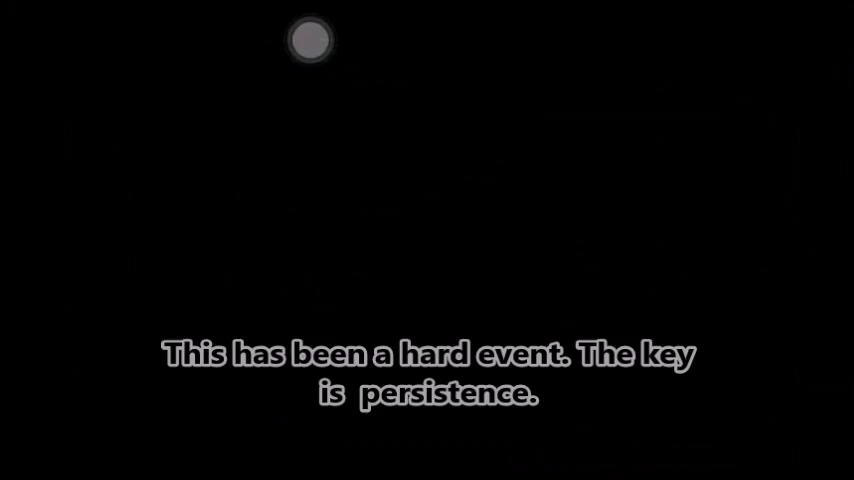 This has been a hard event. The key
is  persistence.